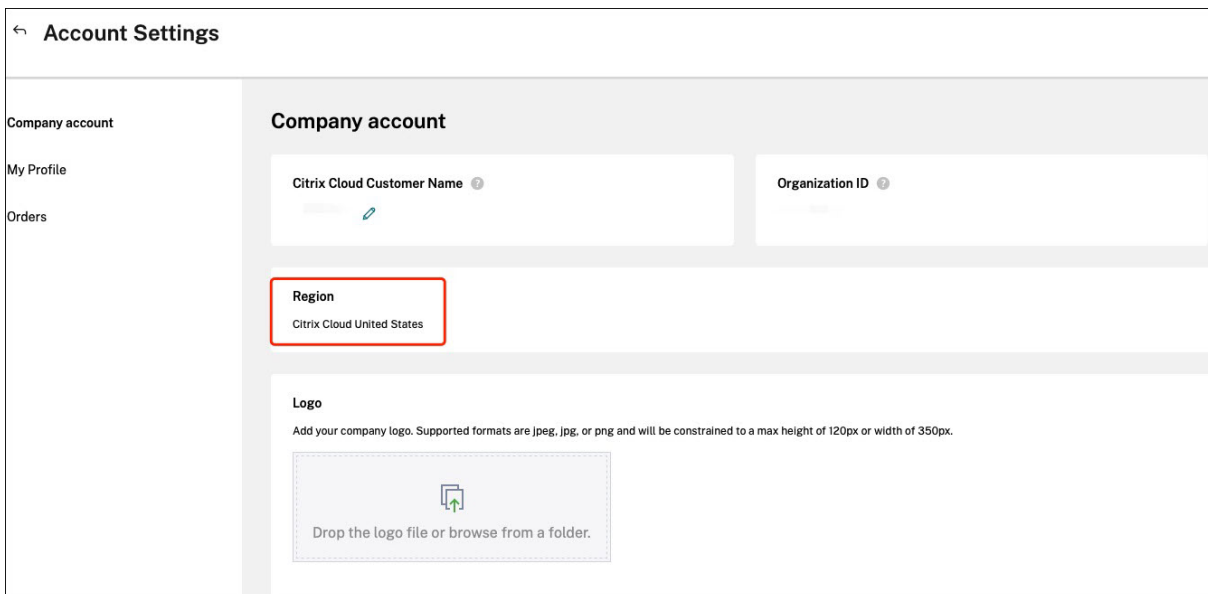 Account Settings
Company account
My Profile
Orders
Company account
Citrix Cloud Customer Name ?
Organization ID ?
Region
Citrix Cloud United States
Logo
Add your company logo. Supported formats are jpeg, jpg, or png and will be constrained to a max height of 120px or width of 350px.
Drop the logo file or browse from a folder.